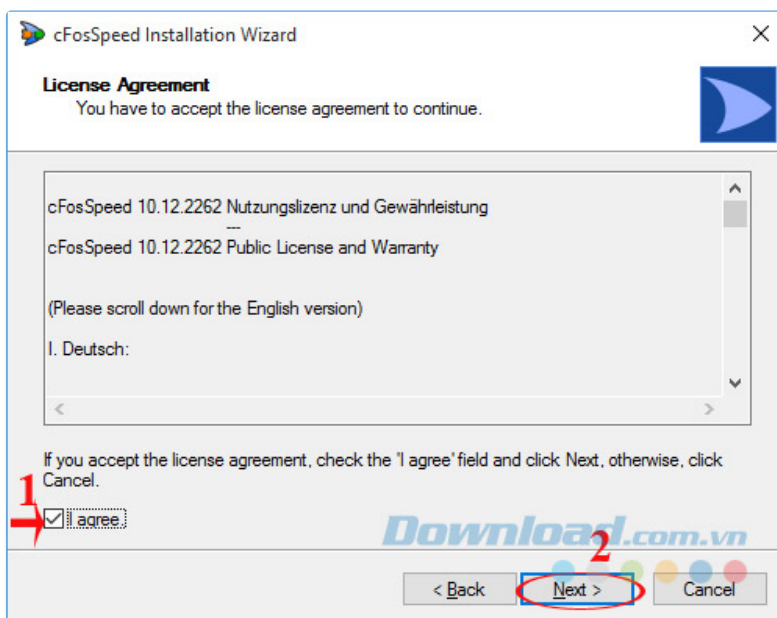 cFosSpeed Installation Wizard
License Agreement
You have to accept the license agreement to continue.
cFosSpeed 10.12.2262 Nutzungslizenz und Gewährleistung
---
cFosSpeed 10.12.2262 Public License and Warranty
(Please scroll down for the English version)
I. Deutsch:
If you accept the license agreement, check the 'I agree' field and click Next, otherwise, click
Cancel.
1
I agree.
Download.com.vn
2
< Back Next > Cancel